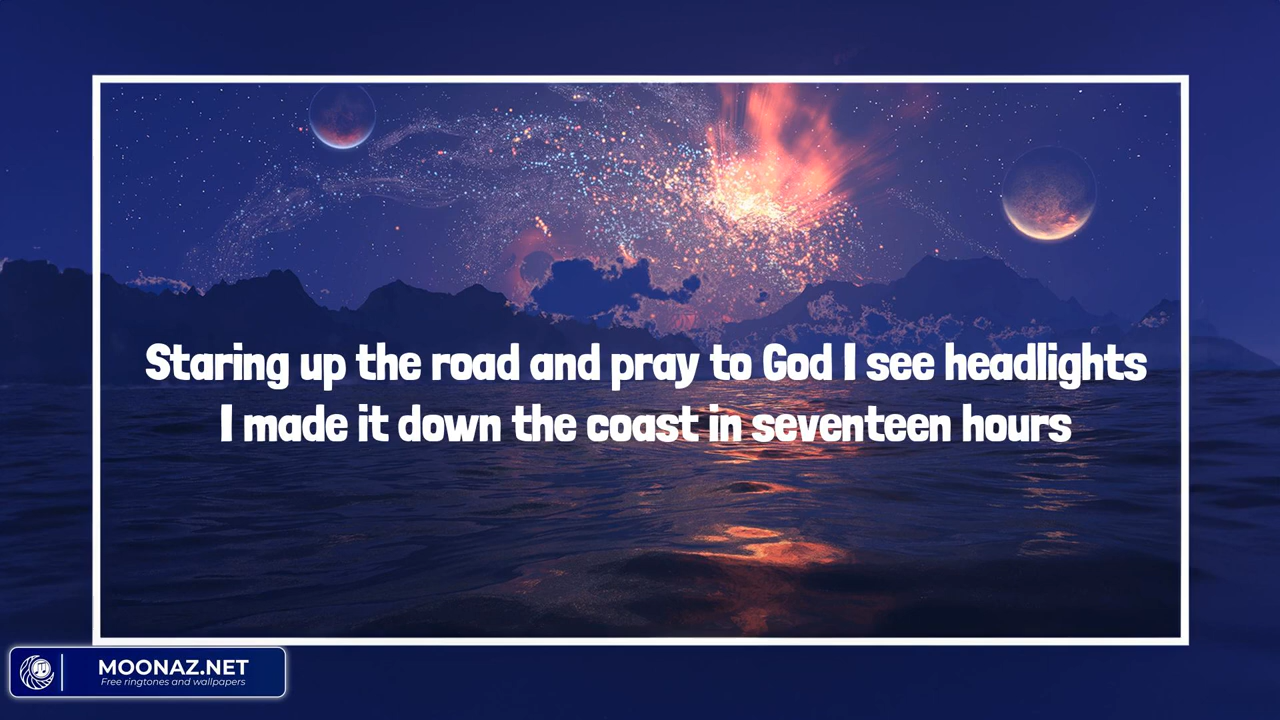 Staring up the road and pray to God I see headlights
I made it down the coast in seventeen hours
MOONAZ.NET
Free ringtones and wallpapers